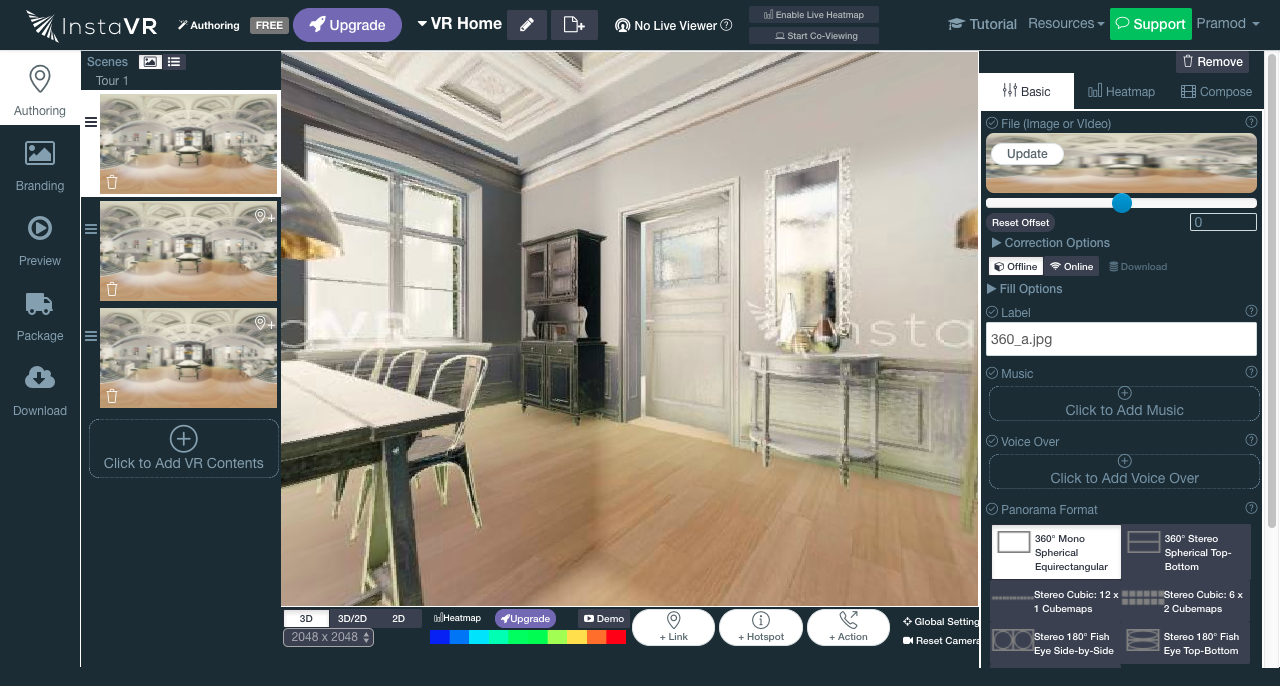 InstaVR
Authoring
FREE
Upgrade
VR Home
No Live Viewer
Enable Live Heatmap
Start Co-Viewing
Tutorial
Resources
Support
Pramod
Authoring
Branding
Preview
Package
Download
Scenes
Tour 1
Click to Add VR Contents
aVR
Insta
3D
3D/2D
2D
2048 x 2048
Heatmap
Upgrade
Demo
+ Link
+ Hotspot
+ Action
Global Setting
Reset Camera
Remove
Basic
Heatmap
Compose
File (Image or VIdeo)
Update
Reset Offset
0
Correction Options
Offline
Online
Download
Fill Options
Label
360_a.jpg
Music
Click to Add Music
Voice Over
Click to Add Voice Over
Panorama Format
360° Mono
Spherical
Equirectangular
360° Stereo
Spherical Top-
Bottom
Stereo Cubic: 12 x
1 Cubemaps
Stereo Cubic: 6 x
2 Cubemaps
Stereo 180° Fish
Eye Side-by-Side
Stereo 180° Fish
Eye Top-Bottom